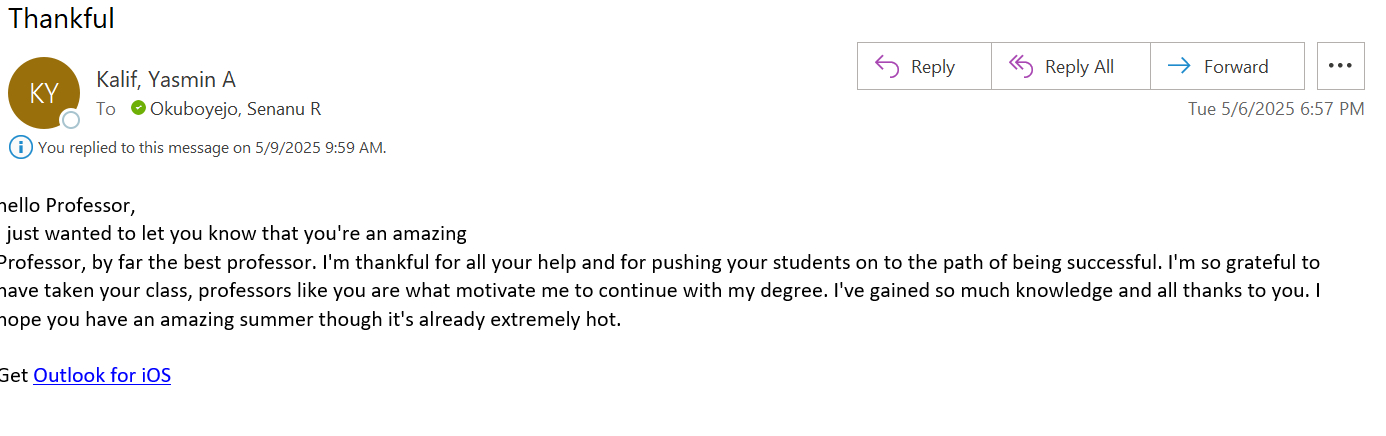 Thankful
KY
Kalif, Yasmin A
To Okuboyejo, Senanu R
Reply
Reply All
Forward
Tue 5/6/2025 6:57 PM
You replied to this message on 5/9/2025 9:59 AM.
hello Professor,
just wanted to let you know that you're an amazing
Professor, by far the best professor. I'm thankful for all your help and for pushing your students on to the path of being successful. I'm so grateful to
have taken your class, professors like you are what motivate me to continue with my degree. I've gained so much knowledge and all thanks to you. I
hope you have an amazing summer though it's already extremely hot.
Get Outlook for iOS